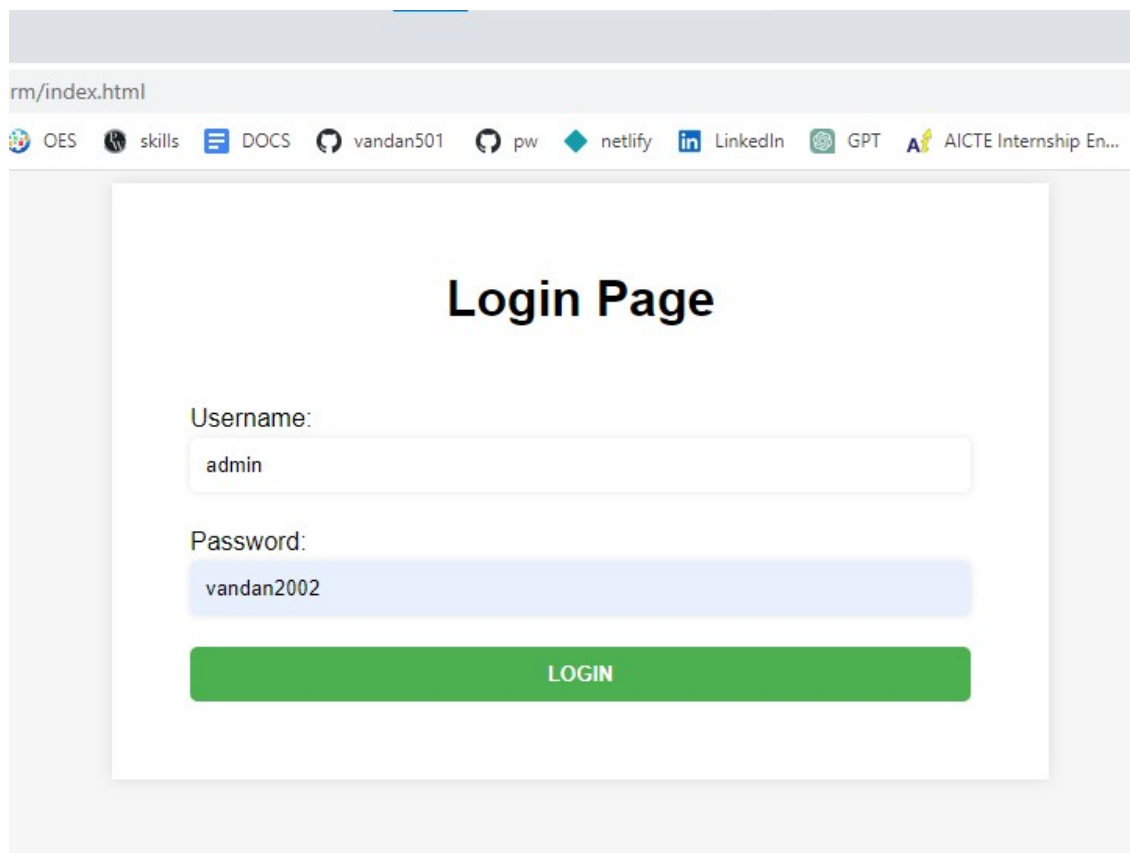 rm/index.html
OES skills DOCS vandan501 pw netlify in LinkedIn GPT AICTE Internship En...
Login Page
Username:
admin
Password:
vandan2002
LOGIN